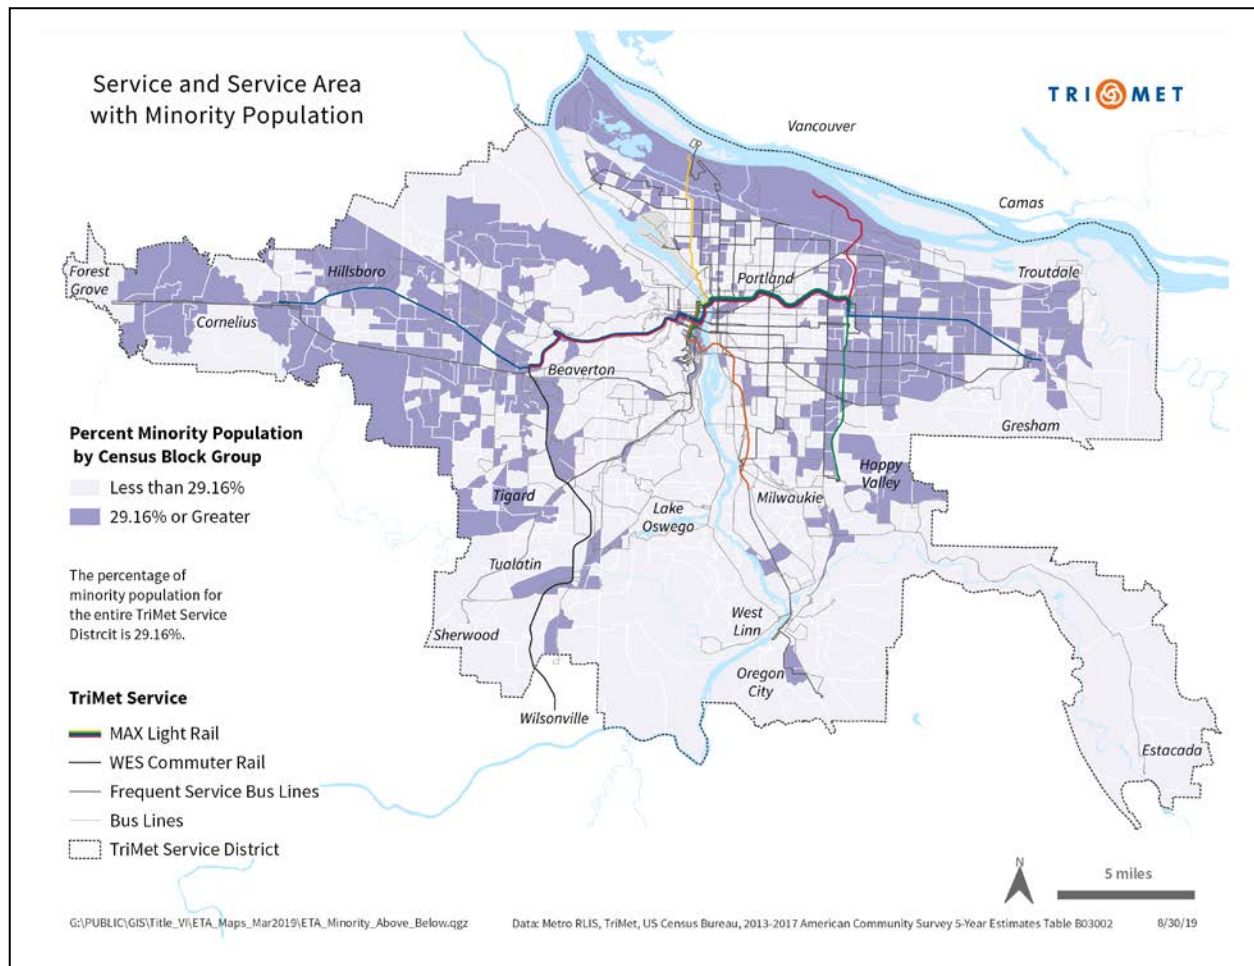 Service and Service Area
with Minority Population
TRI MET
Vancouver
Camas
Troutdale
Portland
Forest
Grove
Hillsboro
Cornelius
Beaverton
Gresham
Happy
Valley
Milwaukie
Tigard
Lake
Oswego
Tualatin
West
Linn
Sherwood
Oregon
City
Wilsonville
Estacada
Percent Minority Population
by Census Block Group
Less than 29.16%
29.16% or Greater
The percentage of
minority population for
the entire TriMet Service
Distrcit is 29.16%.
TriMet Service
MAX Light Rail
WES Commuter Rail
Frequent Service Bus Lines
Bus Lines
TriMet Service District
N
5 miles
G:\PUBLIC\GIS\Title_VI\ETA_Maps_Mar2019\ETA_Minority_Above_Below.qgz
Data: Metro RLIS, TriMet, US Census Bureau, 2013-2017 American Community Survey 5-Year Estimates Table B03002
8/30/19